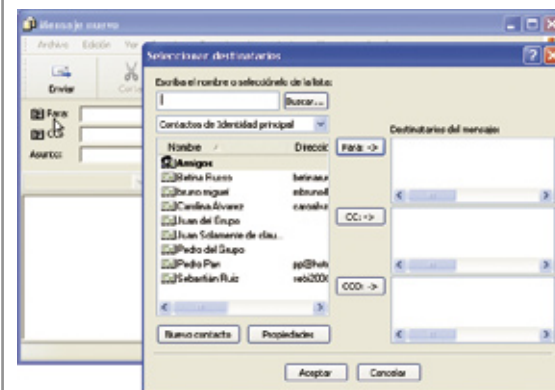 Mensaje nuevo
Archivo Edición Ver
Enviar
Para:
CC:
Asunto:
Seleccionar destinatarios
Escriba el nombre o selecciónelo de la lista:
Buscar...
Contactos de Identidad principal
Nombre Direcció
Para: ->
Destinatarios del mensaje:
Amigos
Betina Russo
bruno miguel
Carolina Álvarez
Juan del Grupo
Juan Solamente de
Pedro del Grupo
Pedro Pan
Sebastián Ruiz
CC: ->
CCO: ->
Nuevo contacto Propiedades
Aceptar Cancelar